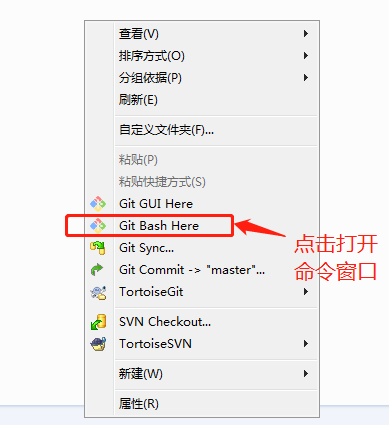 查看(V)
排序方式(O)
分组依据(P)
刷新(E)
自定义文件夹(F)...
粘贴(P)
粘贴快捷方式(S)
Git GUI Here
Git Bash Here
Git Sync...
Git Commit -> "master"...
TortoiseGit
SVN Checkout...
TortoiseSVN
新建(W)
属性(R)
点击打开
命令窗口